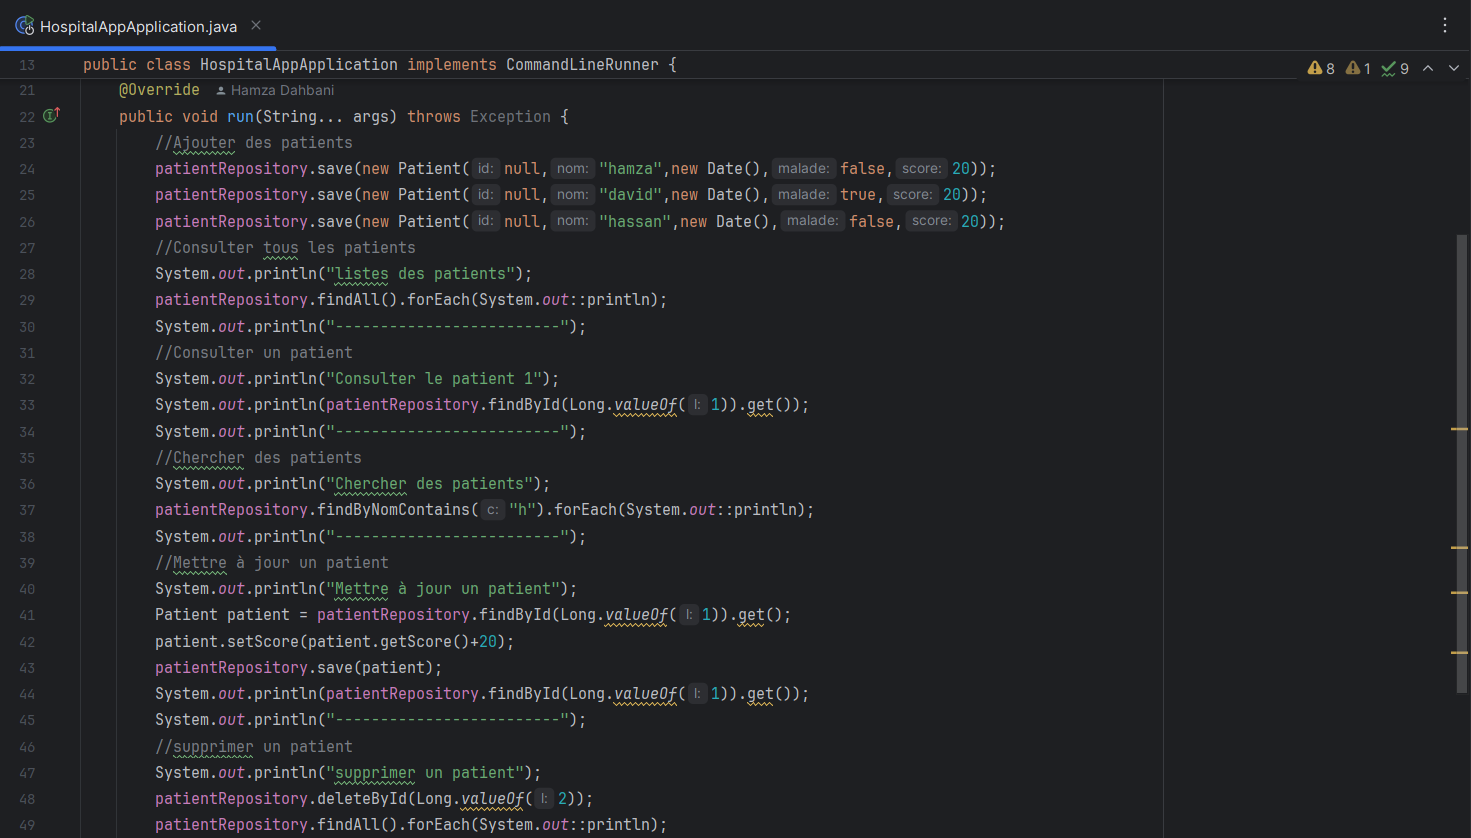 HospitalAppApplication.java
13 public class HospitalAppApplication implements CommandLineRunner {
8 1 9
21 @Override Hamza Dahbani
22 public void run(String... args) throws Exception {
23 //Ajouter des patients
24 patientRepository.save(new Patient( id: null, nom: "hamza",new Date(), malade: false, score: 20));
25 patientRepository.save(new Patient( id: null, nom: "david",new Date(), malade: true, score: 20));
26 patientRepository.save(new Patient( id: null, nom: "hassan",new Date(), malade: false, score: 20));
27 //Consulter tous les patients
28 System.out.println("listes des patients");
29 patientRepository.findAll().forEach(System.out::println);
30 System.out.println("-------------------------");
31 //Consulter un patient
32 System.out.println("Consulter le patient 1");
33 System.out.println(patientRepository.findById(Long.valueOf( l: 1)).get());
34 System.out.println("-------------------------");
35 //Chercher des patients
36 System.out.println("Chercher des patients");
37 patientRepository.findByNomContains( c: "h").forEach(System.out::println);
38 System.out.println("-------------------------");
39 //Mettre à jour un patient
40 System.out.println("Mettre à jour un patient");
41 Patient patient = patientRepository.findById(Long.valueOf( l: 1)).get();
42 patient.setScore(patient.getScore()+20);
43 patientRepository.save(patient);
44 System.out.println(patientRepository.findById(Long.valueOf( l: 1)).get());
45 System.out.println("-------------------------");
46 //supprimer un patient
47 System.out.println("supprimer un patient");
48 patientRepository.deleteById(Long.valueOf( l: 2));
49 patientRepository.findAll().forEach(System.out::println);